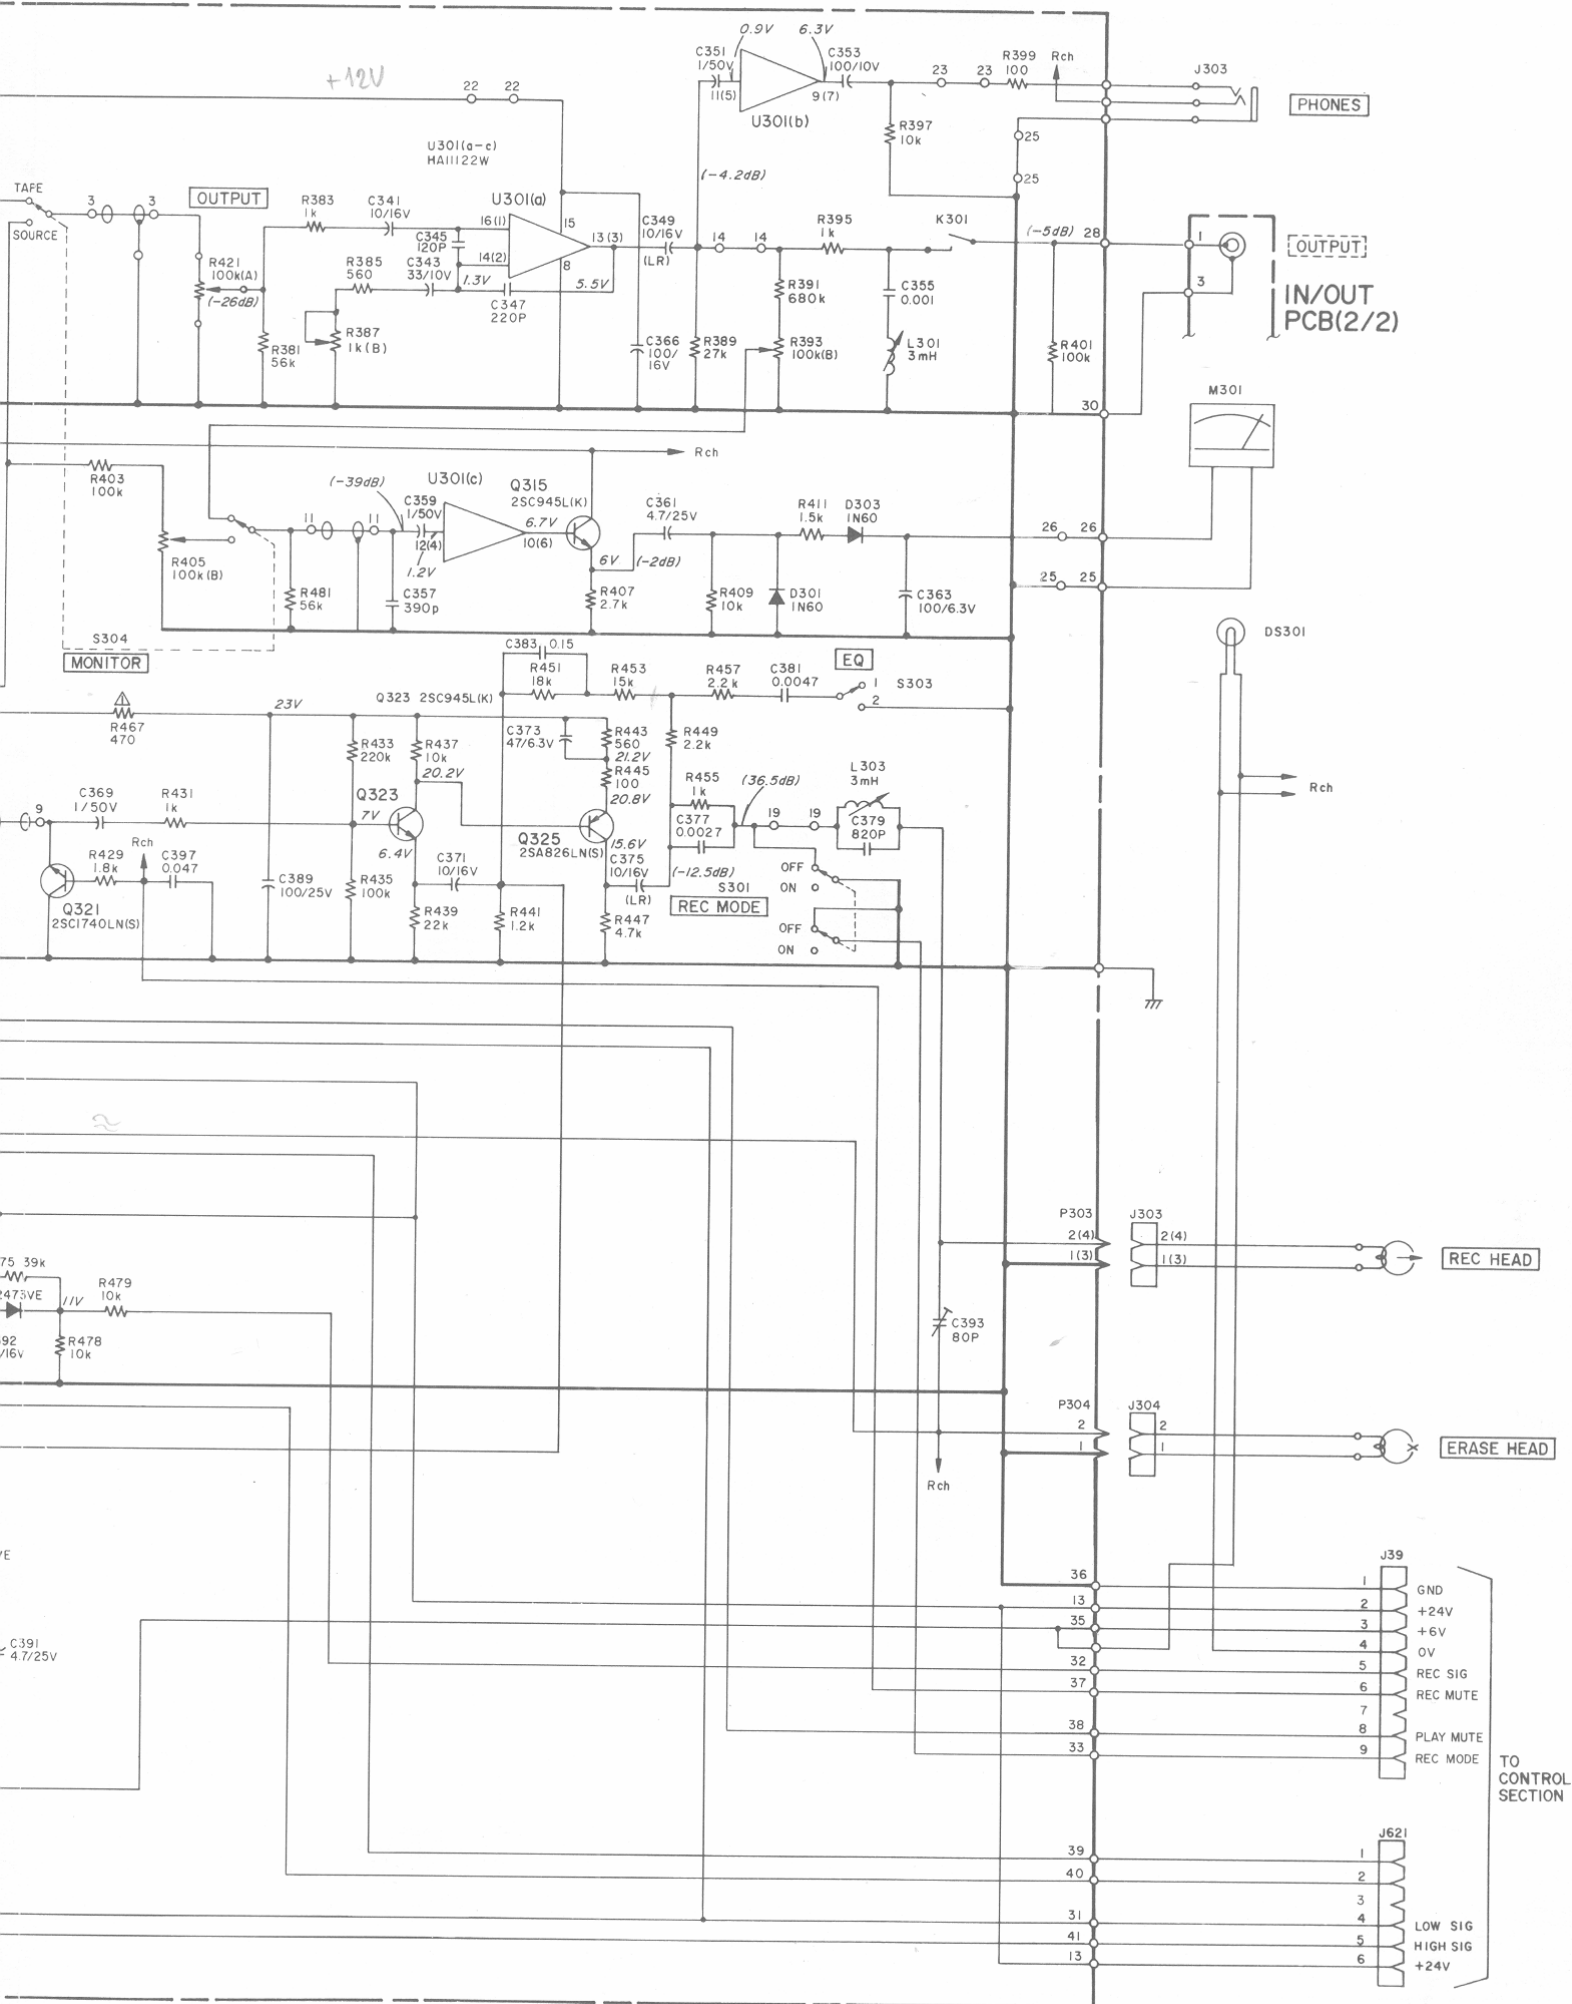 0.9V 6.3V
C351
1/50V
C353
100/10V
11(5)
9(7)
U301(b)
23 23
R399
100
Rch
J303
PHONES
R397
10k
25
25
+12V
22 22
U301(a-c)
HA11122W
(-4.2dB)
TAPE
SOURCE
3 3
OUTPUT
R421
100k(A)
(-26dB)
R383
1k
C341
10/16V
U301(a)
16(1)
15
C345
120P
14(2)
13(3)
8
C349
10/16V
(LR)
14 14
R395
1k
K301
(-5dB) 28
1
3
OUTPUT
IN/OUT
PCB(2/2)
R385
560
C343
33/10V
1.3V
5.5V
C347
220P
R391
680k
C355
0.001
R381
56k
R387
1k(B)
C366
100/
16V
R389
27k
R393
100k(B)
L301
3mH
R401
100k
30
M301
Rch
R403
100k
(-39dB)
U301(c)
C359
1/50V
12(4)
1.2V
Q315
2SC945L(K)
6.7V
10(6)
C361
4.7/25V
6V
(-2dB)
R411
1.5k
D303
1N60
26 26
25 25
11 11
R405
100k(B)
R481
56k
C357
390p
R407
2.7k
R409
10k
D301
1N60
C363
100/6.3V
S304
MONITOR
DS301
Rch
C383 0.15
R451
18k
R453
15k
R457
2.2k
C381
0.0047
EQ
1
2
S303
R467
470
23V
Q323 2SC945L(K)
R433
220k
R437
10k
20.2V
C373
47/6.3V
R443
560
21.2V
R445
100
20.8V
R449
2.2k
R455
1k
(36.5dB)
L303
3mH
C369
1/50V
R431
1k
9
Q323
7V
6.4V
Q325
2SA826LN(S)
15.6V
C377
0.0027
19 19
C379
820P
Rch
R429
1.8k
C397
0.047
Q321
2SC1740LN(S)
C389
100/25V
R435
100k
C371
10/16V
R439
22k
R441
1.2k
C375
10/16V
(LR)
(-12.5dB)
R447
4.7k
S301
REC MODE
OFF
ON
OFF
ON
P303
J303
2(4)
1(3)
2(4)
1(3)
REC HEAD
75 39k
2473VE
11V
R479
10k
92
/16V
R478
10k
C393
80P
P304
J304
2
1
2
1
ERASE HEAD
Rch
/E
C391
4.7/25V
J39
36 1 GND
13 2 +24V
35 3 +6V
4 0V
32 5 REC SIG
37 6 REC MUTE
7
38 8 PLAY MUTE
33 9 REC MODE
TO
CONTROL
SECTION
J621
39 1
40 2
3
31 4 LOW SIG
41 5 HIGH SIG
13 6 +24V